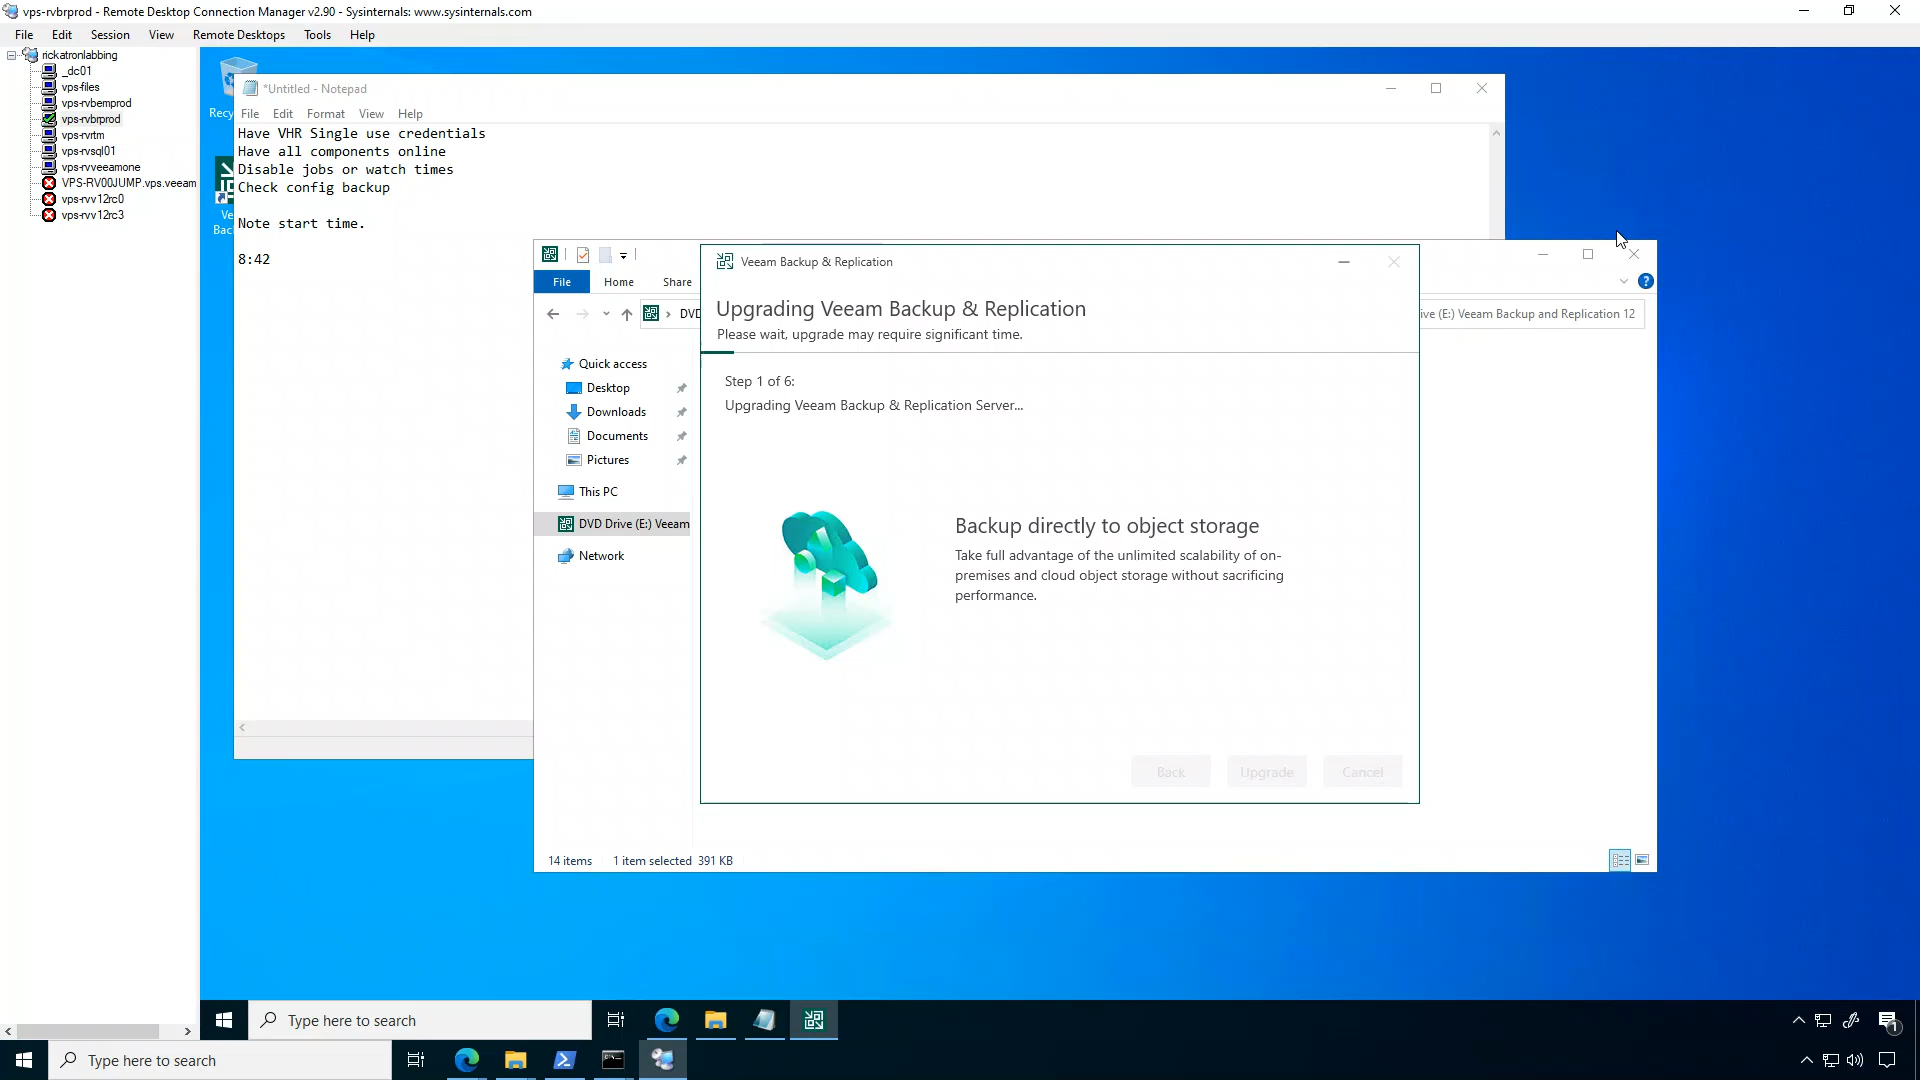 vps-rvbrprod - Remote Desktop Connection Manager v2.90 - Sysinternals: www.sysinternals.com
File Edit Session View Remote Desktops Tools Help
rickatronlabbing
_dc01
vps-files
vps-rvbemprod
vps-rvbrprod
vps-rvrtm
vps-rvsql01
vps-rvveeamone
VPS-RV00JUMP.vps.veeam
vps-rvv12rc0
vps-rvv12rc3
Recy
Ve
Bac
*Untitled - Notepad
File Edit Format View Help
Have VHR Single use credentials
Have all components online
Disable jobs or watch times
Check config backup
Note start time.
8:42
File Home Share
DVD
ive (E:) Veeam Backup and Replication 12
Quick access
Desktop
Downloads
Documents
Pictures
This PC
DVD Drive (E:) Veeam
Network
14 items 1 item selected 391 KB
Veeam Backup & Replication
Upgrading Veeam Backup & Replication
Please wait, upgrade may require significant time.
Step 1 of 6:
Upgrading Veeam Backup & Replication Server...
Backup directly to object storage
Take full advantage of the unlimited scalability of on-
premises and cloud object storage without sacrificing
performance.
Back Upgrade Cancel
Type here to search
1
Type here to search